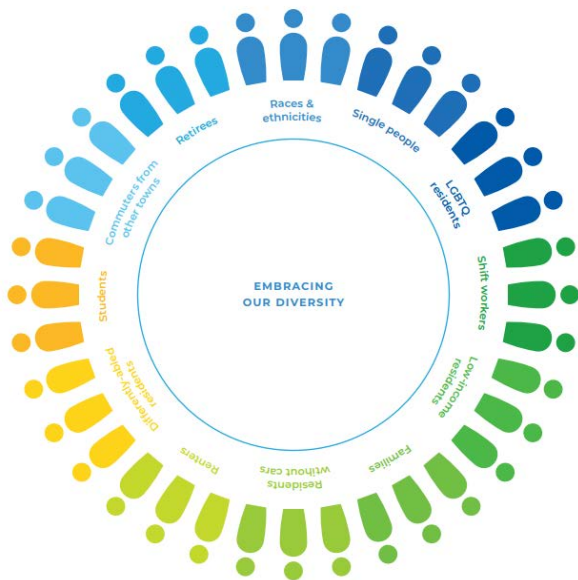 Races &
ethnicities
Single people
LGBTQ
residents
Shift workers
Low-income
residents
Families
Residents
wtihout cars
Renters
Differently-abled
residents
Students
Commuters from
other towns
Retirees
EMBRACING
OUR DIVERSITY